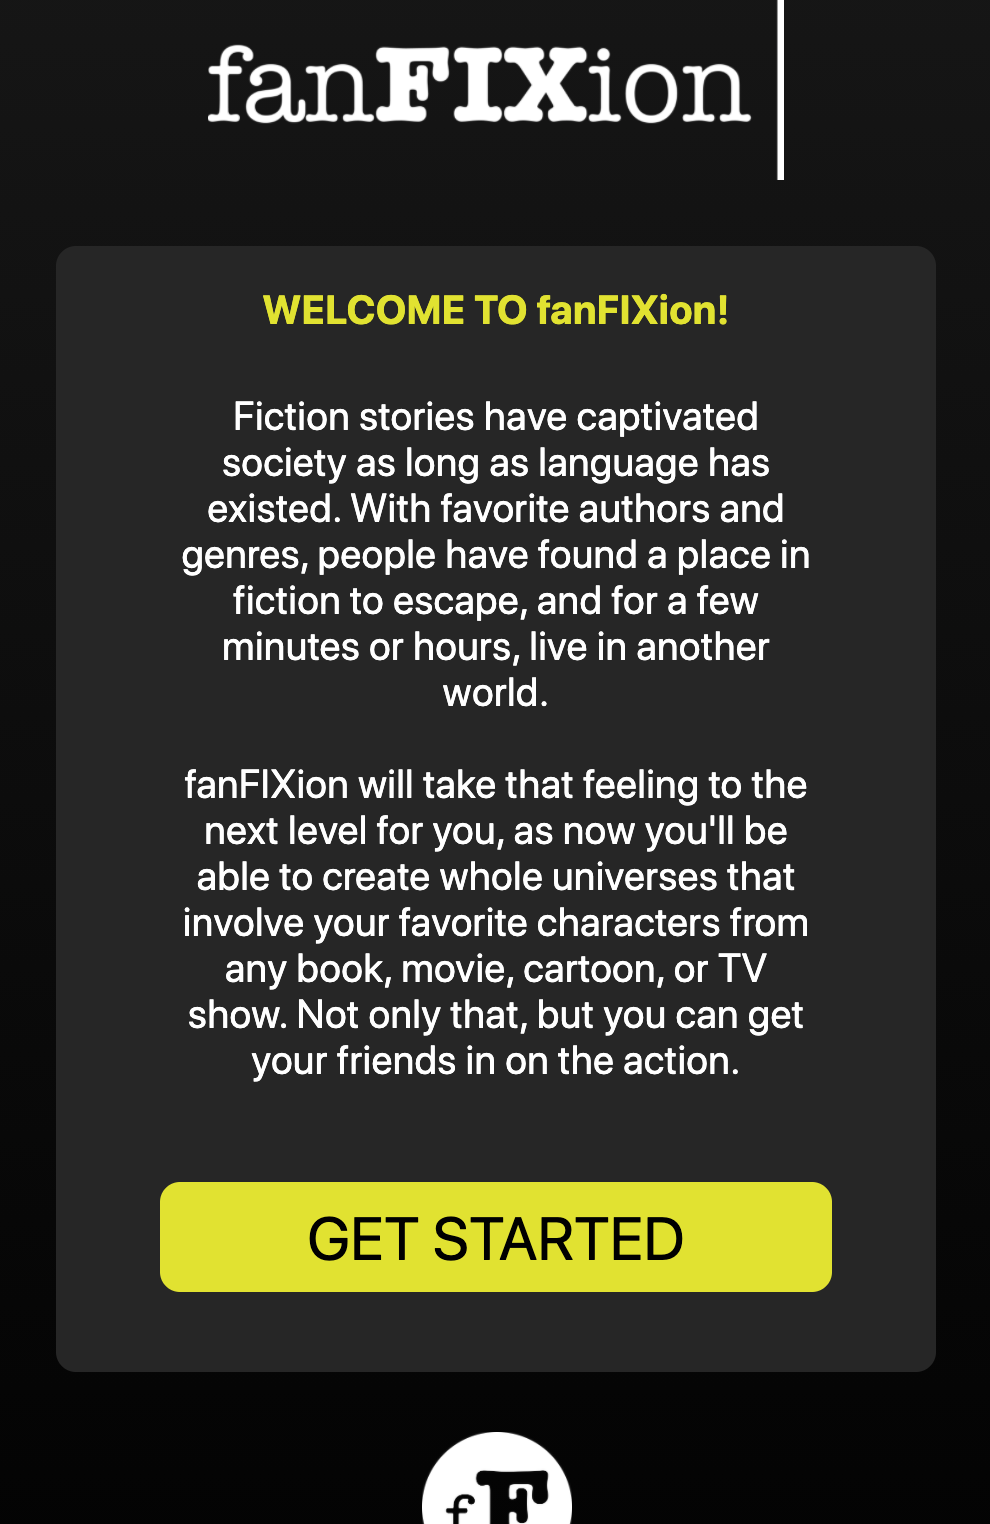 fanFIXion
WELCOME TO fanFIXion!
Fiction stories have captivated
society as long as language has
existed. With favorite authors and
genres, people have found a place in
fiction to escape, and for a few
minutes or hours, live in another
world.
fanFIXion will take that feeling to the
next level for you, as now you'll be
able to create whole universes that
involve your favorite characters from
any book, movie, cartoon, or TV
show. Not only that, but you can get
your friends in on the action.
GET STARTED
fF